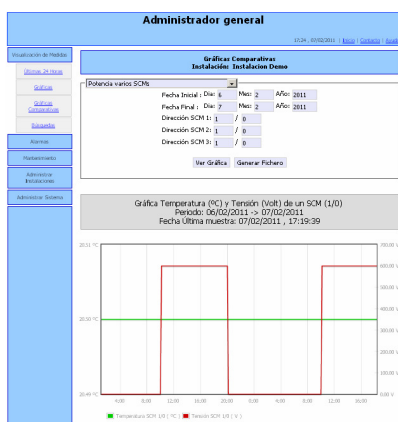 Administrador general
17:24 , 07/02/2011 | Inicio | Contacto | Ayuda
Visualización de Medidas
Últimas 24 Horas
Gráficas
Gráficas
Comparativas
Búsquedas
Alarmas
Mantenimiento
Administrar
Instalaciones
Administrar Sistema
Gráficas Comparativas
Instalación: Instalacion Demo
Potencia varios SCMs
Fecha Inicial : Dia: 6 Mes: 2 Año: 2011
Fecha Final : Dia: 7 Mes: 2 Año: 2011
Dirección SCM 1: 1 / 0
Dirección SCM 2: 1 / 0
Dirección SCM 3: 1 / 0
Ver Gráfica Generar Fichero
Gráfica Temperatura (ºC) y Tensión (Volt) de un SCM (1/0)
Periodo: 06/02/2011 -> 07/02/2011
Fecha Última muestra: 07/02/2011 , 17:19:39
20.51 ºC
20.50 ºC
20.49 ºC
700.00 V
600.00 V
500.00 V
400.00 V
300.00 V
200.00 V
100.00 V
0.00 V
4:00 8:00 12:00 16:00 20:00 0:00 4:00 8:00 12:00 16:00
Temperatura SCM 1/0 ( ºC ) Tensión SCM 1/0 ( V )